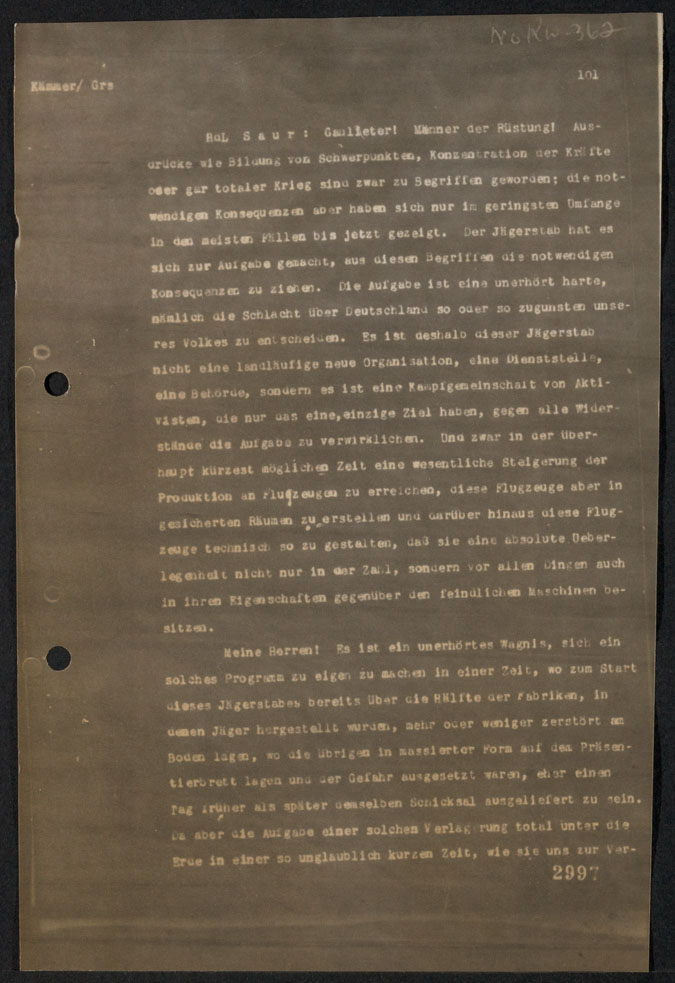 NoKW-362
101
Kämmer/ Grs
HdL S a u r : Gauleiter! Männer der Rüstung! Aus-
drücke wie Bildung von Schwerpunkten, Konzentration der Kräfte
oder gar totaler Krieg sind zwar zu Begriffen geworden; die not-
wendigen Konsequenzen aber haben sich nur im geringsten Umfange
in den meisten Fällen bis jetzt gezeigt. Der Jägerstab hat es
sich zur Aufgabe gemacht, aus diesen Begriffen die notwendigen
Konsequenzen zu ziehen. Die Aufgabe ist eine unerhört harte,
nämlich die Schlacht über Deutschland so oder so zugunsten unse-
res Volkes zu entscheiden. Es ist deshalb dieser Jägerstab
nicht eine landläufige neue Organisation, eine Dienststelle,
eine Behörde, sondern es ist eine Kampfgemeinschaft von Akti-
visten, die nur das eine,einzige Ziel haben, gegen alle Wider-
stände die Aufgabe zu verwirklichen. Und zwar in der über-
haupt kürzest möglichen Zeit eine wesentliche Steigerung der
Produktion an Flugzeugen zu erreichen, diese Flugzeuge aber in
gesicherten Räumen zu erstellen und darüber hinaus diese Flug-
zeuge technisch so zu gestalten, daß sie eine absolute Ueber-
legenheit nicht nur in der Zahl, sondern vor allen Dingen auch
in ihren Eigenschaften gegenüber den feindlichen Maschinen be-
sitzen.
Meine Herren! Es ist ein unerhörtes Wagnis, sich ein
solches Programm zu eigen zu machen in einer Zeit, wo zum Start
dieses Jägerstabes bereits über die Hälfte der Fabriken, in
denen Jäger hergestellt wurden, mehr oder weniger zerstört am
Boden lagen, wo die übrigen in massierter Form auf dem Präsen-
tierbrett lagen und der Gefahr ausgesetzt waren, eher einen
Tag früher als später demselben Schicksal ausgeliefert zu sein.
Da aber die Aufgabe einer solchen Verlagerung total unter die
Erde in einer so unglaublich kurzen Zeit, wie sie uns zur Ver-
2997